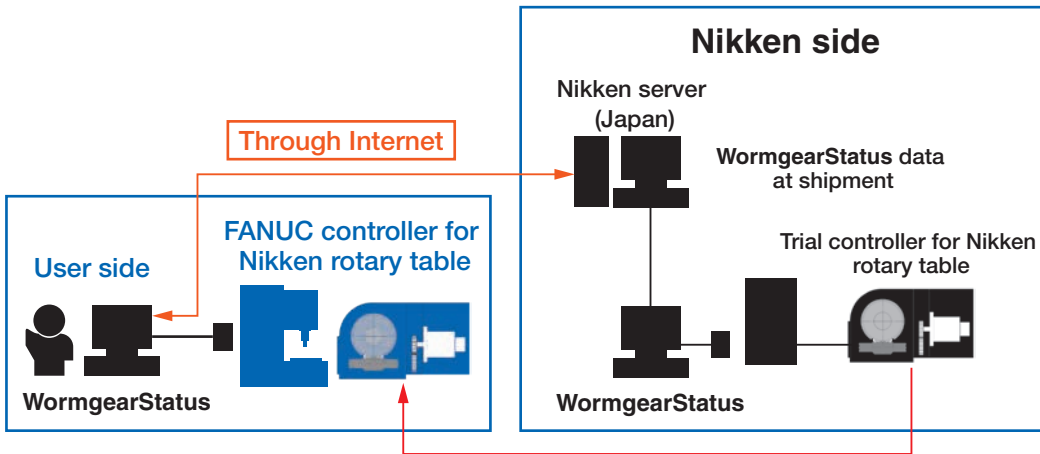 Nikken side
Nikken server
(Japan)
Through Internet
WormgearStatus data
at shipment
FANUC controller for
Nikken rotary table
Trial controller for Nikken
rotary table
User side
WormgearStatus
WormgearStatus